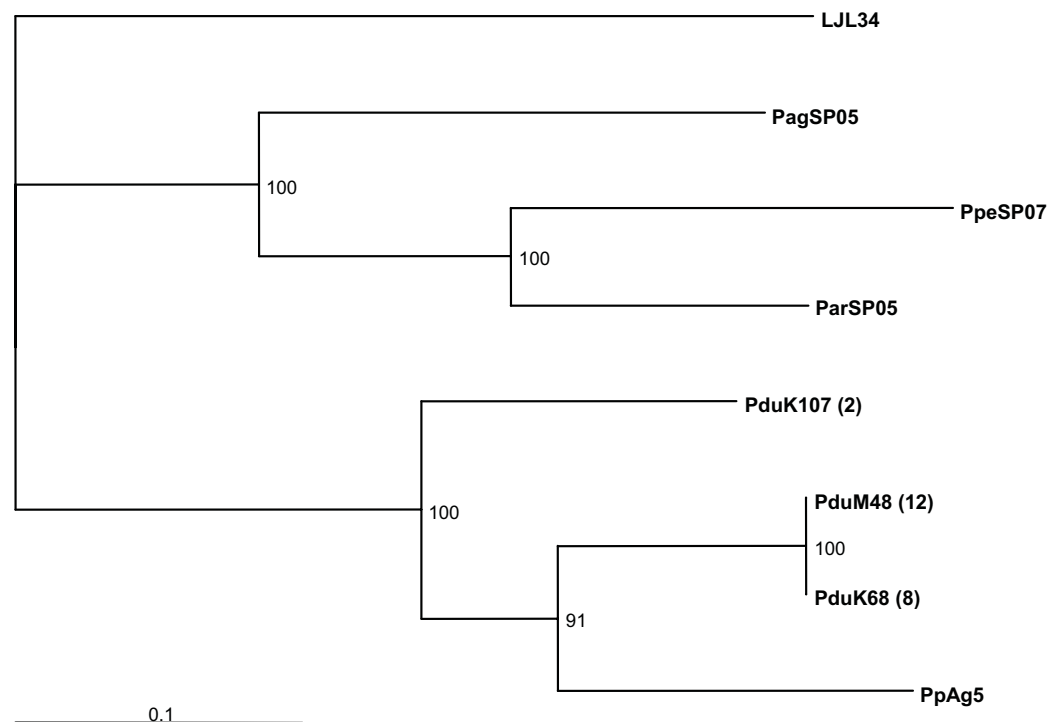 LJL34
PagSP05
100
PpeSP07
100
ParSP05
PduK107 (2)
PduM48 (12)
100
100
PduK68 (8)
91
PpAg5
0.1